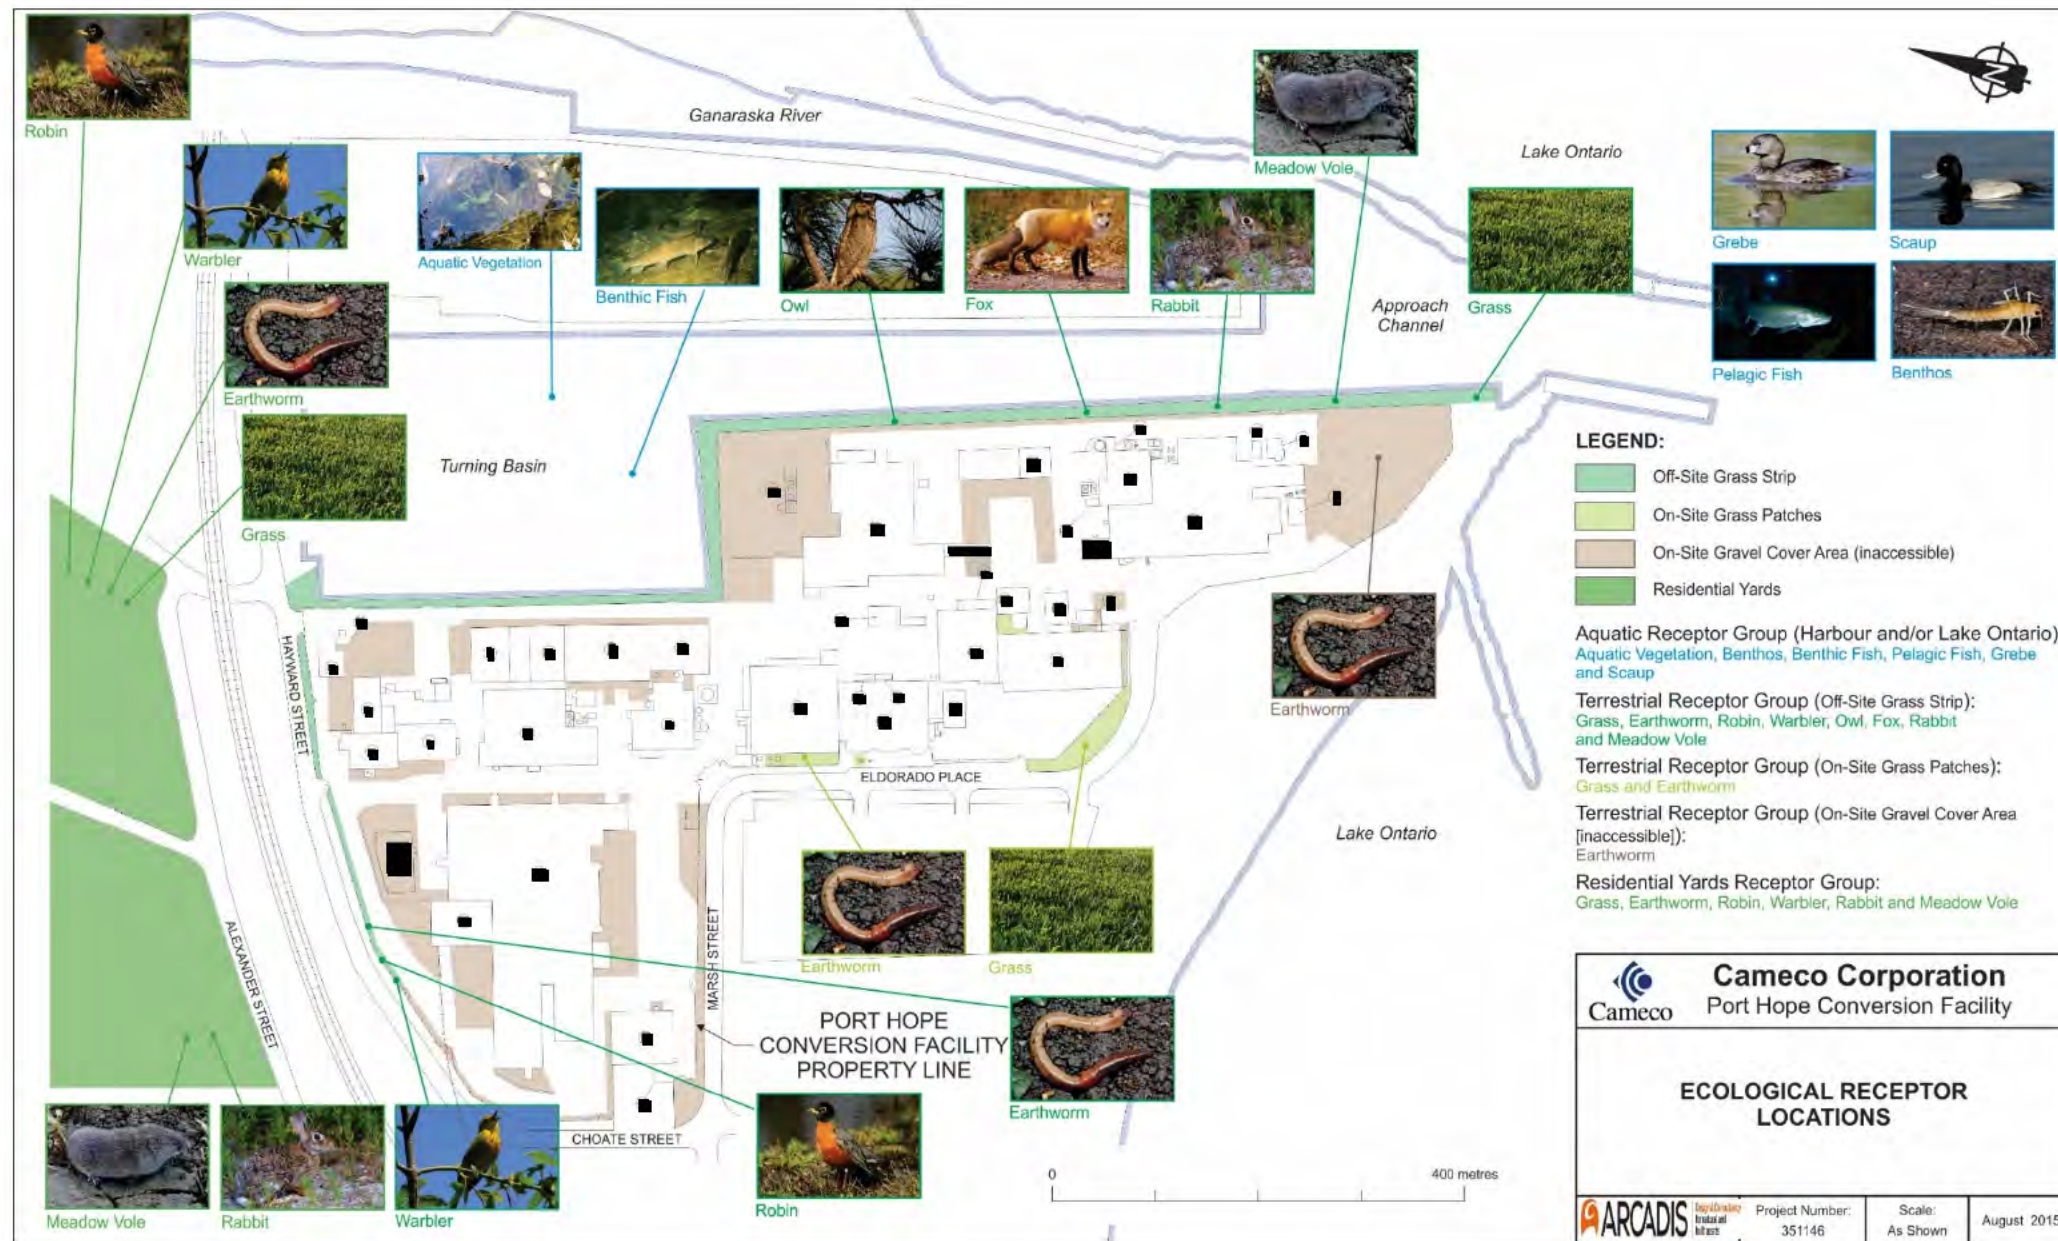 Robin
Warbler
Earthworm
Grass
Aquatic Vegetation
Benthic Fish
Owl
Fox
Rabbit
Meadow Vole
Grass
Ganaraska River
Lake Ontario
Approach
Channel
Turning Basin
Grebe
Scaup
Pelagic Fish
Benthos
N
HAYWARD STREET
ALEXANDER STREET
ELDORADO PLACE
MARSH STREET
CHOATE STREET
Earthworm
Lake Ontario
Earthworm
Grass
PORT HOPE
CONVERSION FACILITY
PROPERTY LINE
Earthworm
Robin
Meadow Vole
Rabbit
Warbler
0
400 metres
LEGEND:
Off-Site Grass Strip
On-Site Grass Patches
On-Site Gravel Cover Area (inaccessible)
Residential Yards
Aquatic Receptor Group (Harbour and/or Lake Ontario)
Aquatic Vegetation, Benthos, Benthic Fish, Pelagic Fish, Grebe
and Scaup
Terrestrial Receptor Group (Off-Site Grass Strip):
Grass, Earthworm, Robin, Warbler, Owl, Fox, Rabbit
and Meadow Vole
Terrestrial Receptor Group (On-Site Grass Patches):
Grass and Earthworm
Terrestrial Receptor Group (On-Site Gravel Cover Area
[inaccessible]):
Earthworm
Residential Yards Receptor Group:
Grass, Earthworm, Robin, Warbler, Rabbit and Meadow Vole
Cameco
Cameco Corporation
Port Hope Conversion Facility
ECOLOGICAL RECEPTOR
LOCATIONS
ARCADIS
Project Number:
351146
Scale:
As Shown
August 2015